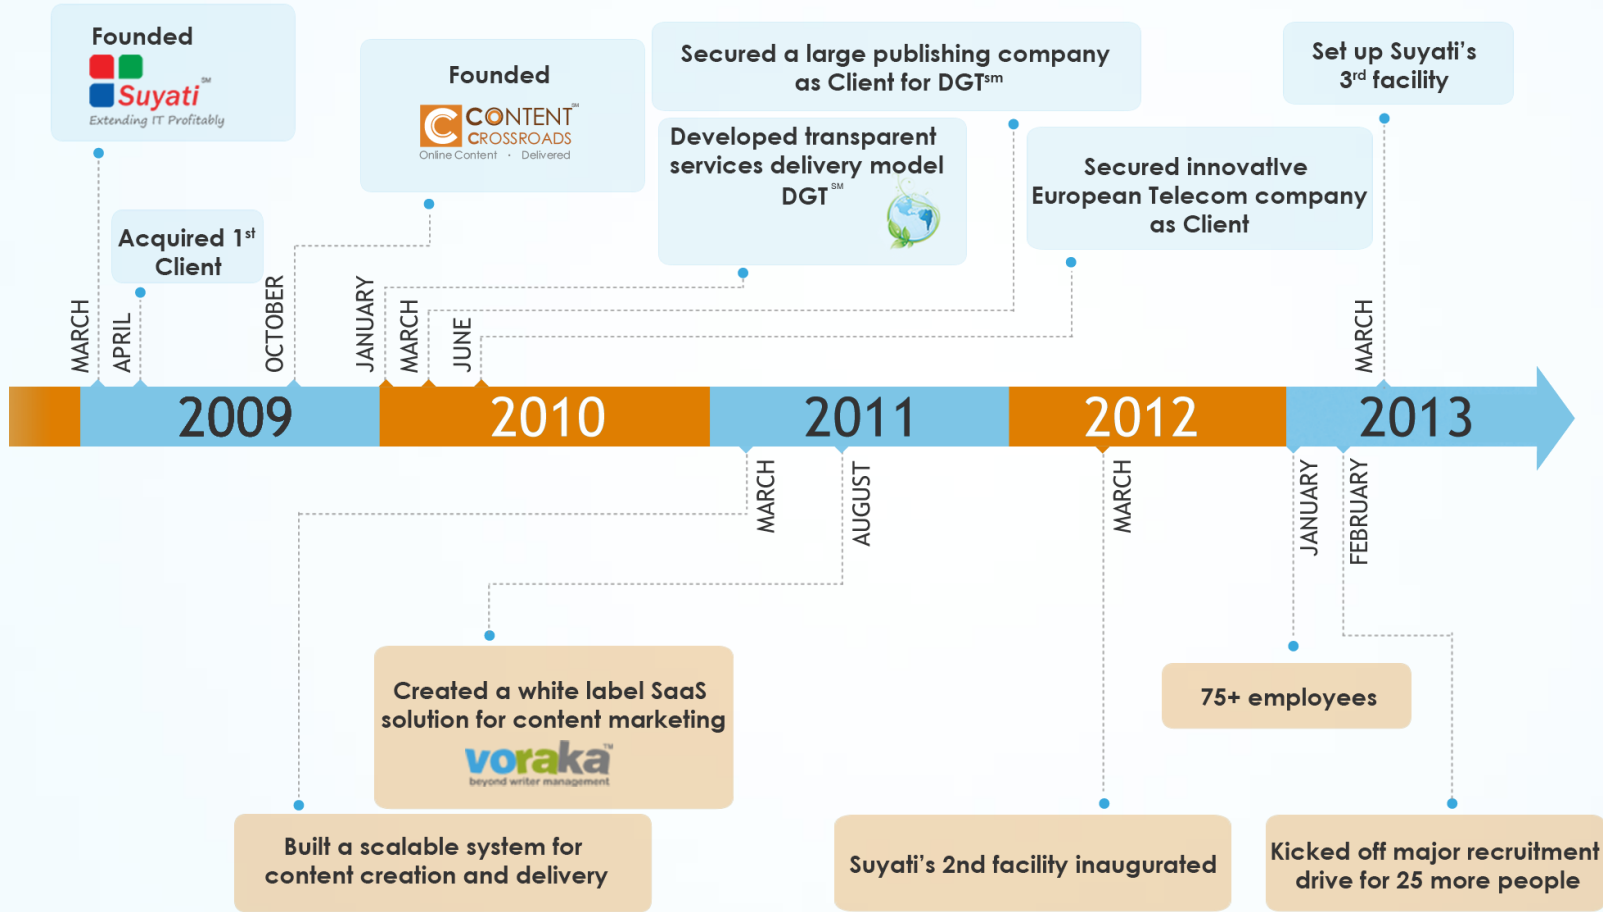 Founded
Suyati℠
Extending IT Profitably
Acquired 1st
Client
Founded
CONTENT℠
CROSSROADS
Online Content · Delivered
Secured a large publishing company
as Client for DGTsm
Developed transparent
services delivery model
DGT℠
Secured innovatIve
European Telecom company
as Client
Set up Suyati’s
3rd facility
MARCH
APRIL
OCTOBER
JANUARY
MARCH
JUNE
MARCH
2009
2010
2011
2012
2013
MARCH
AUGUST
MARCH
JANUARY
FEBRUARY
Created a white label SaaS
solution for content marketing
voraka™
beyond writer management
75+ employees
Built a scalable system for
content creation and delivery
Suyati’s 2nd facility inaugurated
Kicked off major recruitment
drive for 25 more people